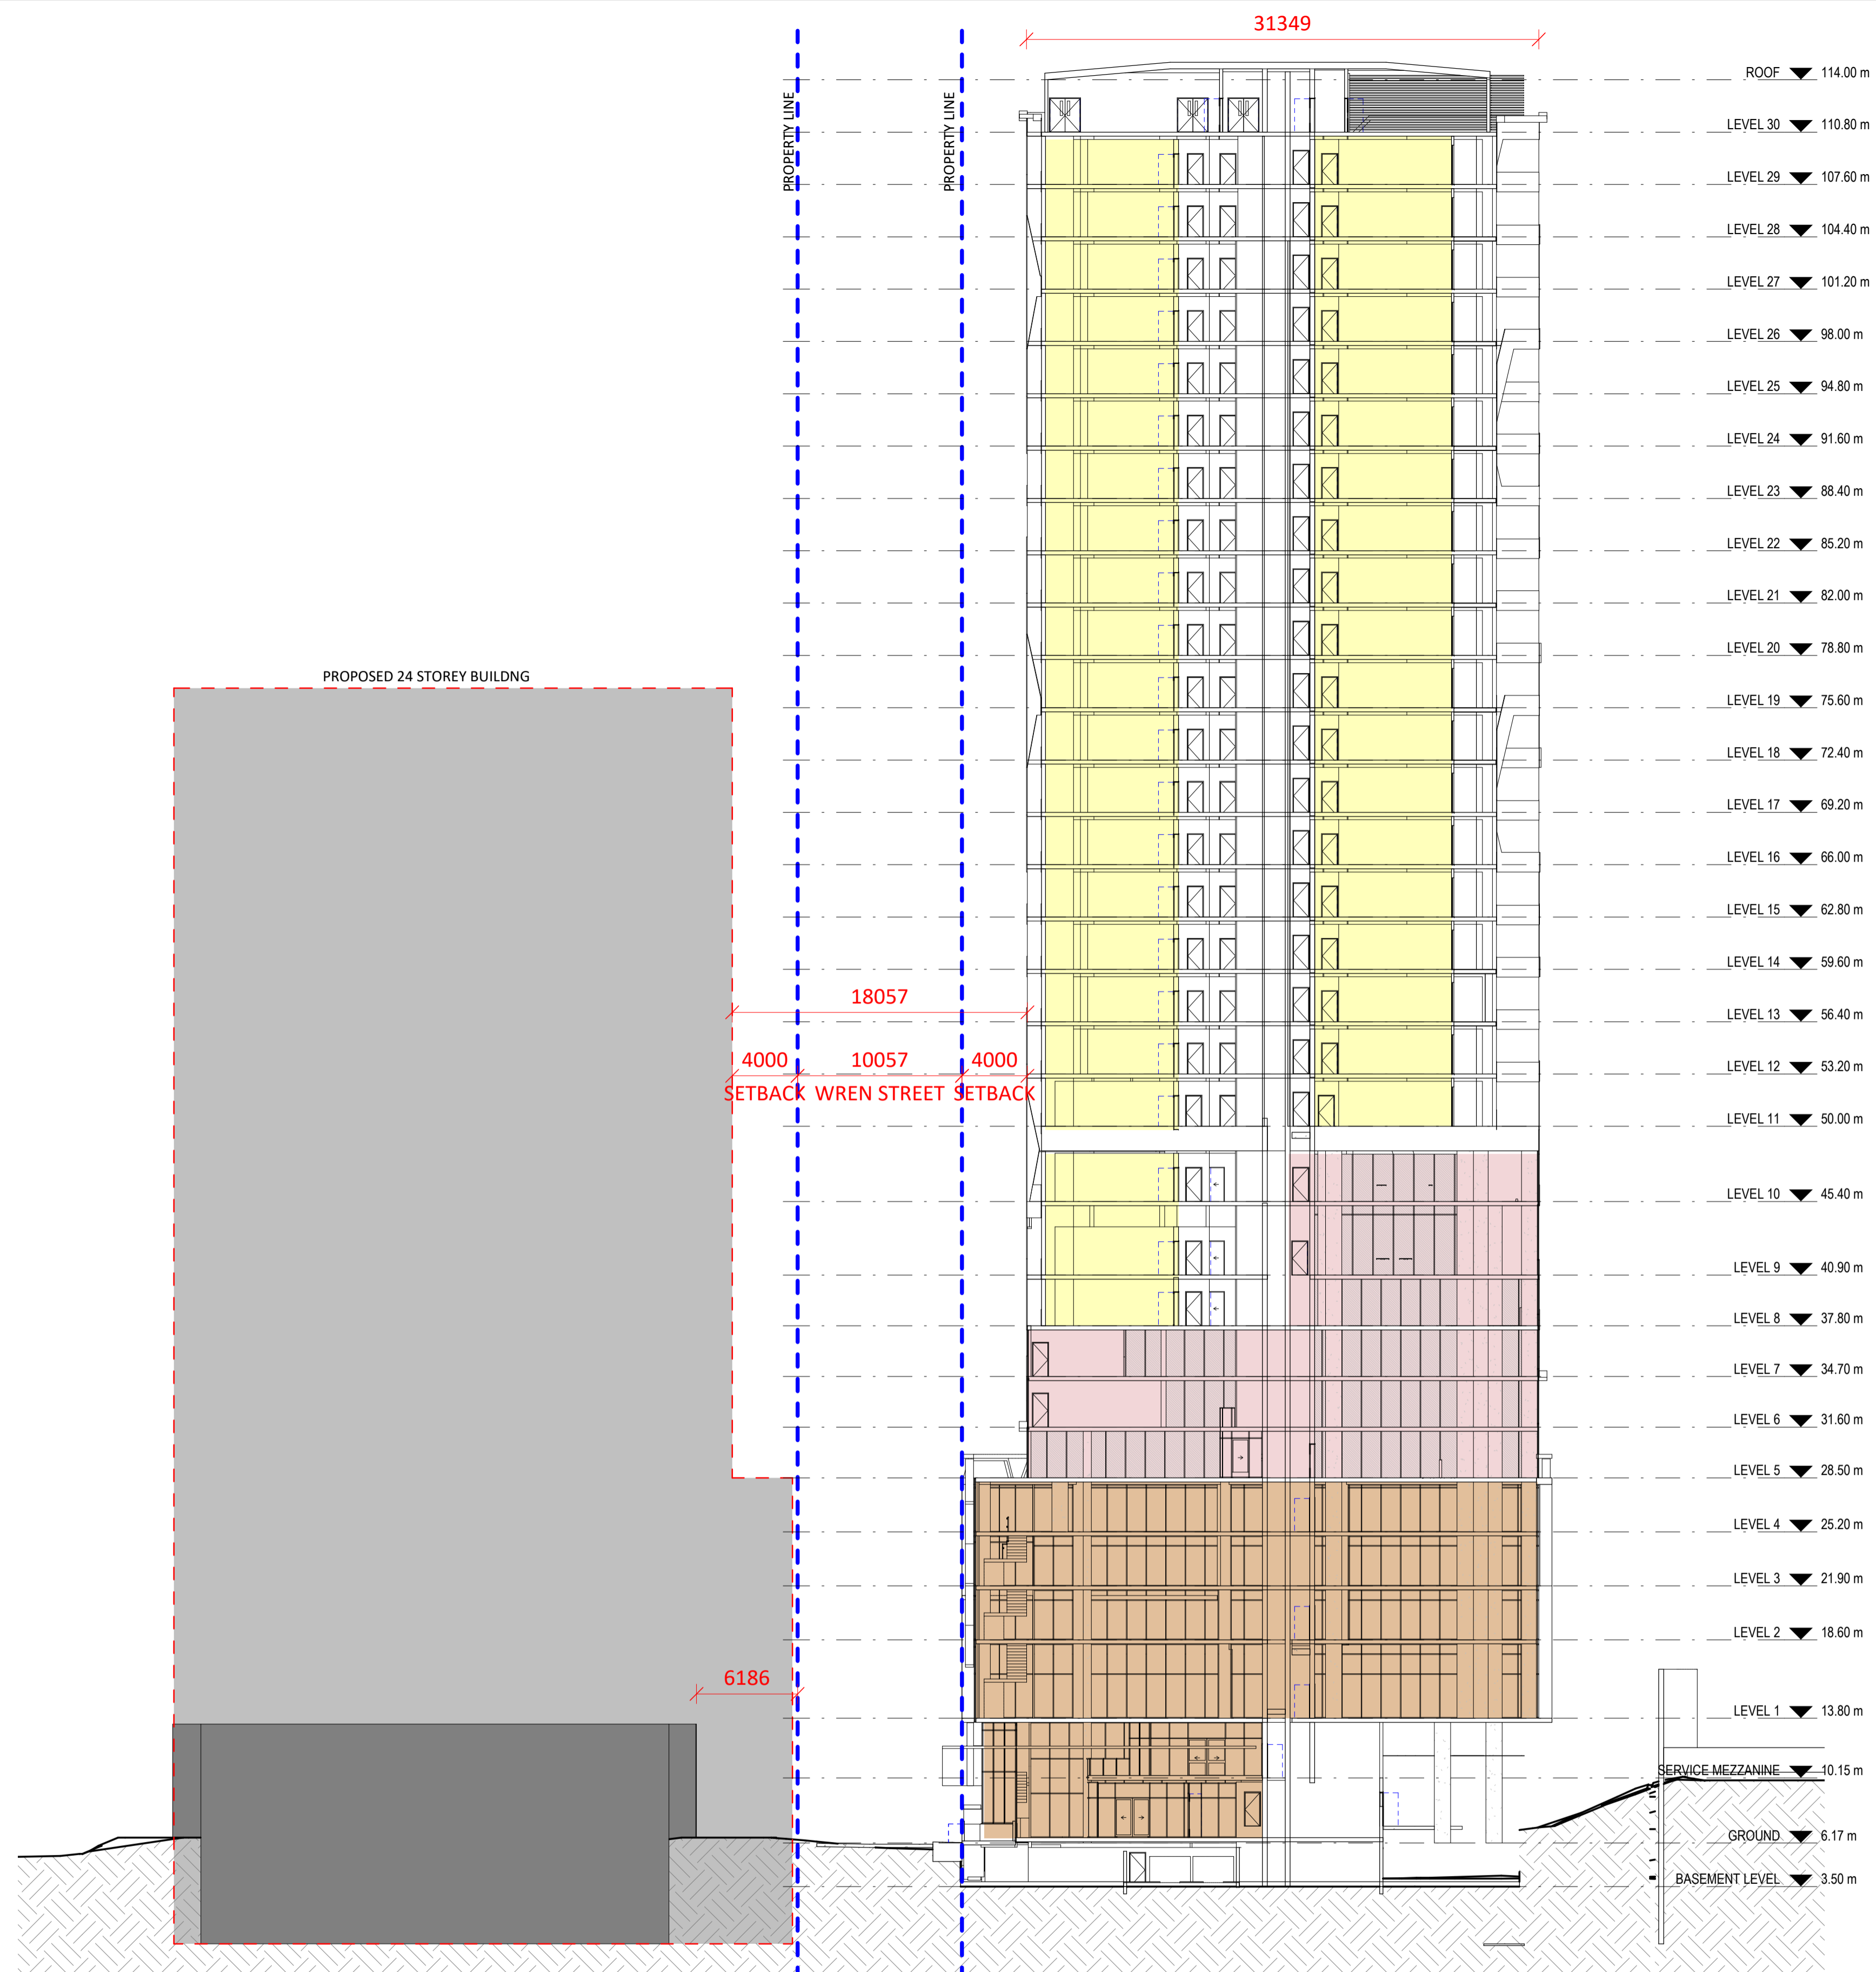 31349
ROOF 114.00 m
PROPERTY LINE
PROPERTY LINE
LEVEL 30 110.80 m
LEVEL 29 107.60 m
LEVEL 28 104.40 m
LEVEL 27 101.20 m
LEVEL 26 98.00 m
LEVEL 25 94.80 m
LEVEL 24 91.60 m
LEVEL 23 88.40 m
LEVEL 22 85.20 m
LEVEL 21 82.00 m
LEVEL 20 78.80 m
PROPOSED 24 STOREY BUILDNG
LEVEL 19 75.60 m
LEVEL 18 72.40 m
LEVEL 17 69.20 m
LEVEL 16 66.00 m
LEVEL 15 62.80 m
LEVEL 14 59.60 m
18057
LEVEL 13 56.40 m
4000 10057 4000
SETBACK WREN STREET SETBACK
LEVEL 12 53.20 m
LEVEL 11 50.00 m
LEVEL 10 45.40 m
LEVEL 9 40.90 m
LEVEL 8 37.80 m
LEVEL 7 34.70 m
LEVEL 6 31.60 m
LEVEL 5 28.50 m
LEVEL 4 25.20 m
LEVEL 3 21.90 m
LEVEL 2 18.60 m
6186
LEVEL 1 13.80 m
SERVICE MEZZANINE 10.15 m
GROUND 6.17 m
BASEMENT LEVEL 3.50 m